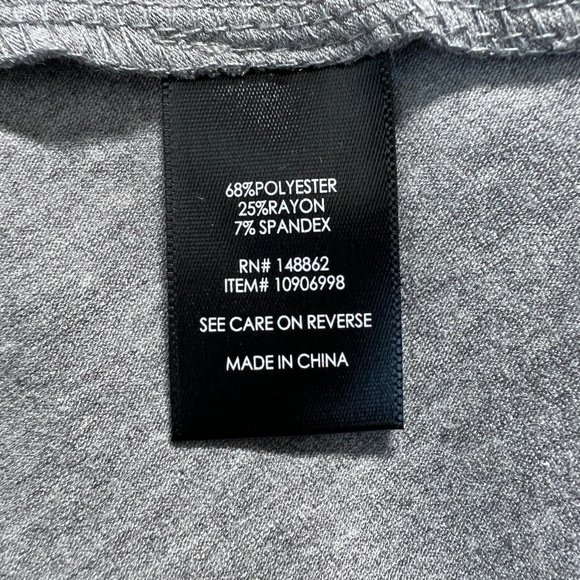 68%POLYESTER
25%RAYON
7% SPANDEX
RN# 148862
ITEM# 10906998
SEE CARE ON REVERSE
MADE IN CHINA